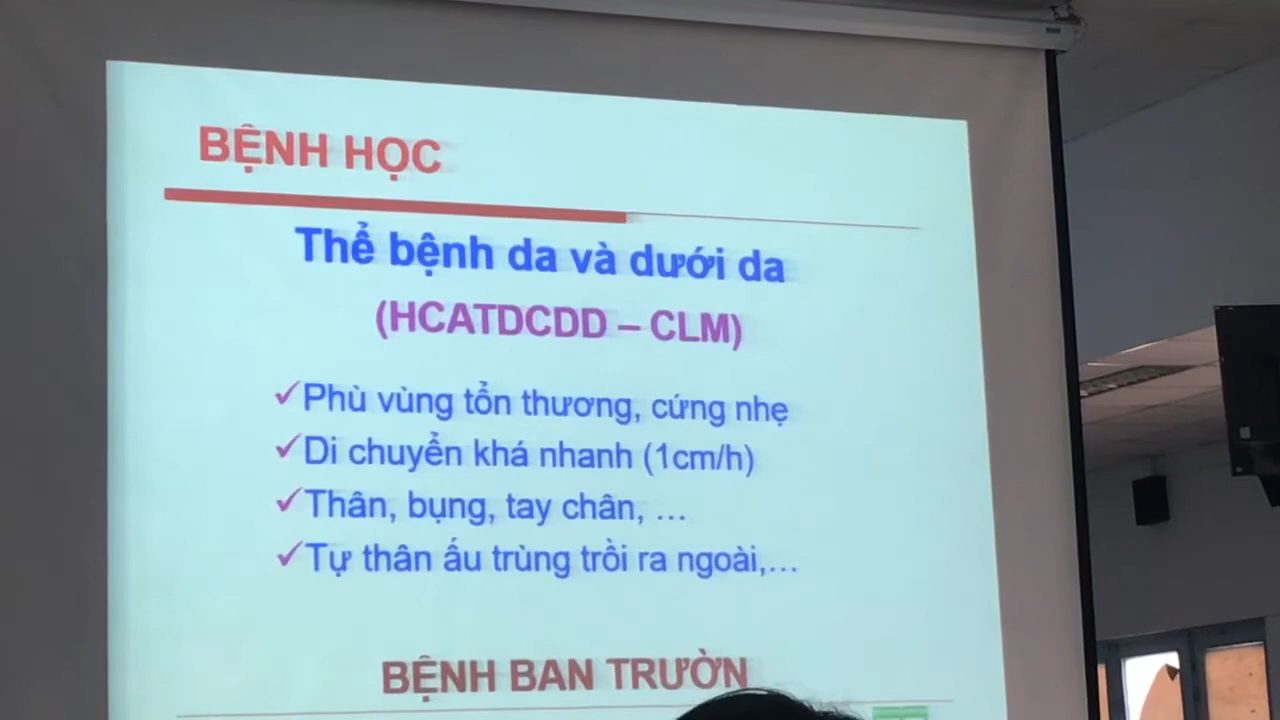 BỆNH HỌC
Thể bệnh da và dưới da
(HCATDCDD – CLM)
✓Phù vùng tổn thương, cứng nhẹ
✓Di chuyển khá nhanh (1cm/h)
✓Thân, bụng, tay chân, …
✓Tự thân ấu trùng trồi ra ngoài,…
BỆNH BAN TRƯỜN